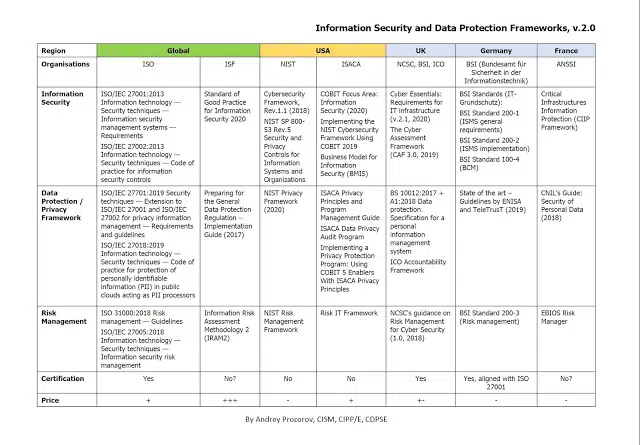 Information Security and Data Protection Frameworks, v.2.0
Region Global USA UK Germany France
Organisations ISO ISF NIST ISACA NCSC, BSI, ICO BSI (Bundesamt für Sicherheit in der Informationstechnik) ANSSI
Information Security
ISO/IEC 27001:2013
Information technology —
Security techniques —
Information security
management systems —
Requirements
ISO/IEC 27002:2013
Information technology —
Security techniques — Code of
practice for information
security controls
Standard of
Good Practice for
Information
Security 2020
Cybersecurity
Framework,
Rev.1.1 (2018)
NIST SP 800-
53 Rev.5
Security and
Privacy
Controls for
Information
Systems and
Organizations
COBIT Focus Area:
Information
Security (2020)
Implementing the
NIST Cybersecurity
Framework Using
COBIT 2019
Business Model for
Information
Security (BMIS)
Cyber Essentials:
Requirements for
IT infrastructure
(v.2.1, 2020)
The Cyber
Assessment
Framework
(CAF 3.0, 2019)
BSI Standards (IT-
Grundschutz):
BSI Standard 200-1
(ISMS general
requirements)
BSI Standard 200-2
(ISMS implementation)
BSI Standard 100-4
(BCM)
Critical
Infrastructures
Information
Protection (CIIP
Framework)
Data
Protection /
Privacy
Framework
ISO/IEC 27701:2019 Security
techniques — Extension to
ISO/IEC 27001 and ISO/IEC
27002 for privacy information
management — Requirements
and guidelines
ISO/IEC 27018:2019
Information technology —
Security techniques — Code of
practice for protection of
personally identifiable
information (PII) in public
clouds acting as PII processors
Preparing for
the General
Data Protection
Regulation –
Implementation
Guide (2017)
NIST Privacy
Framework
(2020)
ISACA Privacy
Principles and
Program
Management Guide
ISACA Data Privacy
Audit Program
Implementing a
Privacy Protection
Program: Using
COBIT 5 Enablers
With ISACA Privacy
Principles
BS 10012:2017 +
A1:2018 Data
protection.
Specification for a
personal
information
management
system
ICO Accountability
Framework
State of the art –
Guidelines by ENISA
and TeleTrusT (2019)
CNIL's Guide:
Security of
Personal Data
(2018)
Risk
Management
ISO 31000:2018 Risk
management — Guidelines
ISO/IEC 27005:2018
Information technology —
Security techniques —
Information security risk
management
Information Risk
Assessment
Methodology 2
(IRAM2)
NIST Risk
Management
Framework
Risk IT Framework
NCSC's guidance on
Risk Management
for Cyber Security
(1.0, 2018)
BSI Standard 200-3
(Risk management)
EBIOS Risk
Manager
Certification Yes No? No No Yes Yes, aligned with ISO 27001 No?
Price + +++ - + +- - -
By Andrey Prozorov, CISM, CIPP/E, CDPSE